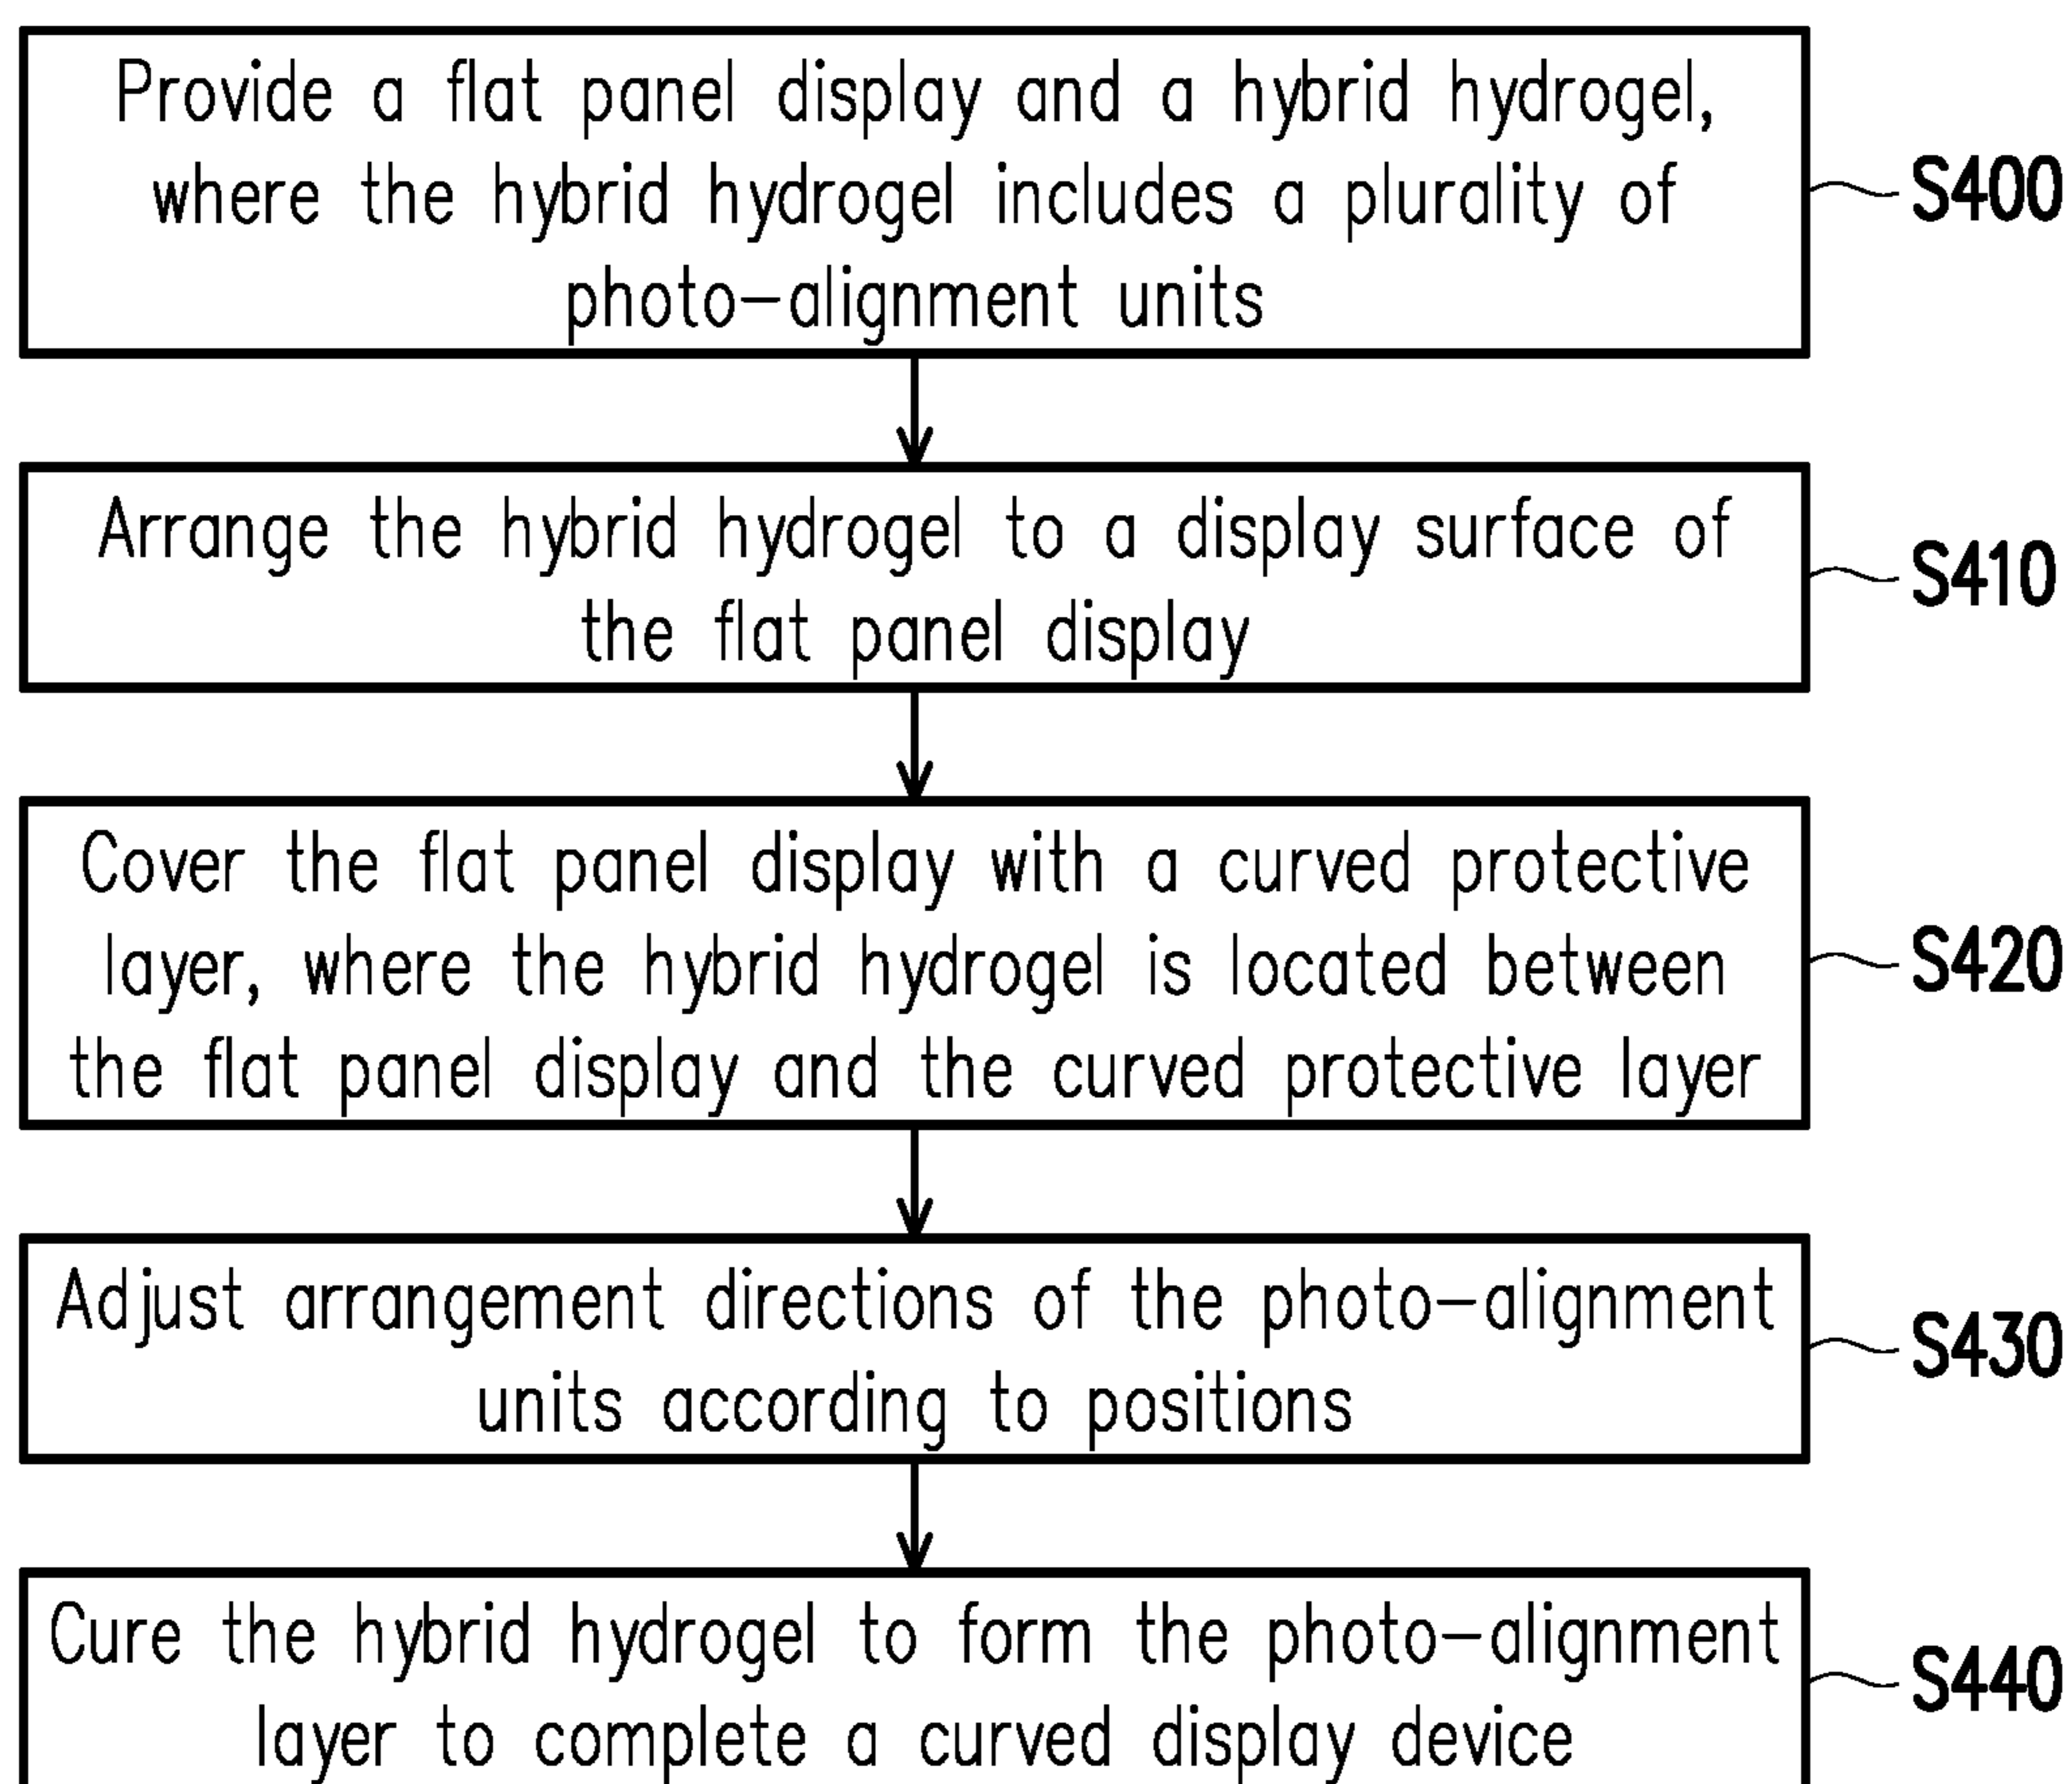 Provide a flat panel display and a hybrid hydrogel,
where the hybrid hydrogel includes a plurality of
photo-alignment units
S400
Arrange the hybrid hydrogel to a display surface of
the flat panel display
S410
Cover the flat panel display with a curved protective
layer, where the hybrid hydrogel is located between
the flat panel display and the curved protective layer
S420
Adjust arrangement directions of the photo-alignment
units according to positions
S430
Cure the hybrid hydrogel to form the photo-alignment
layer to complete a curved display device
S440